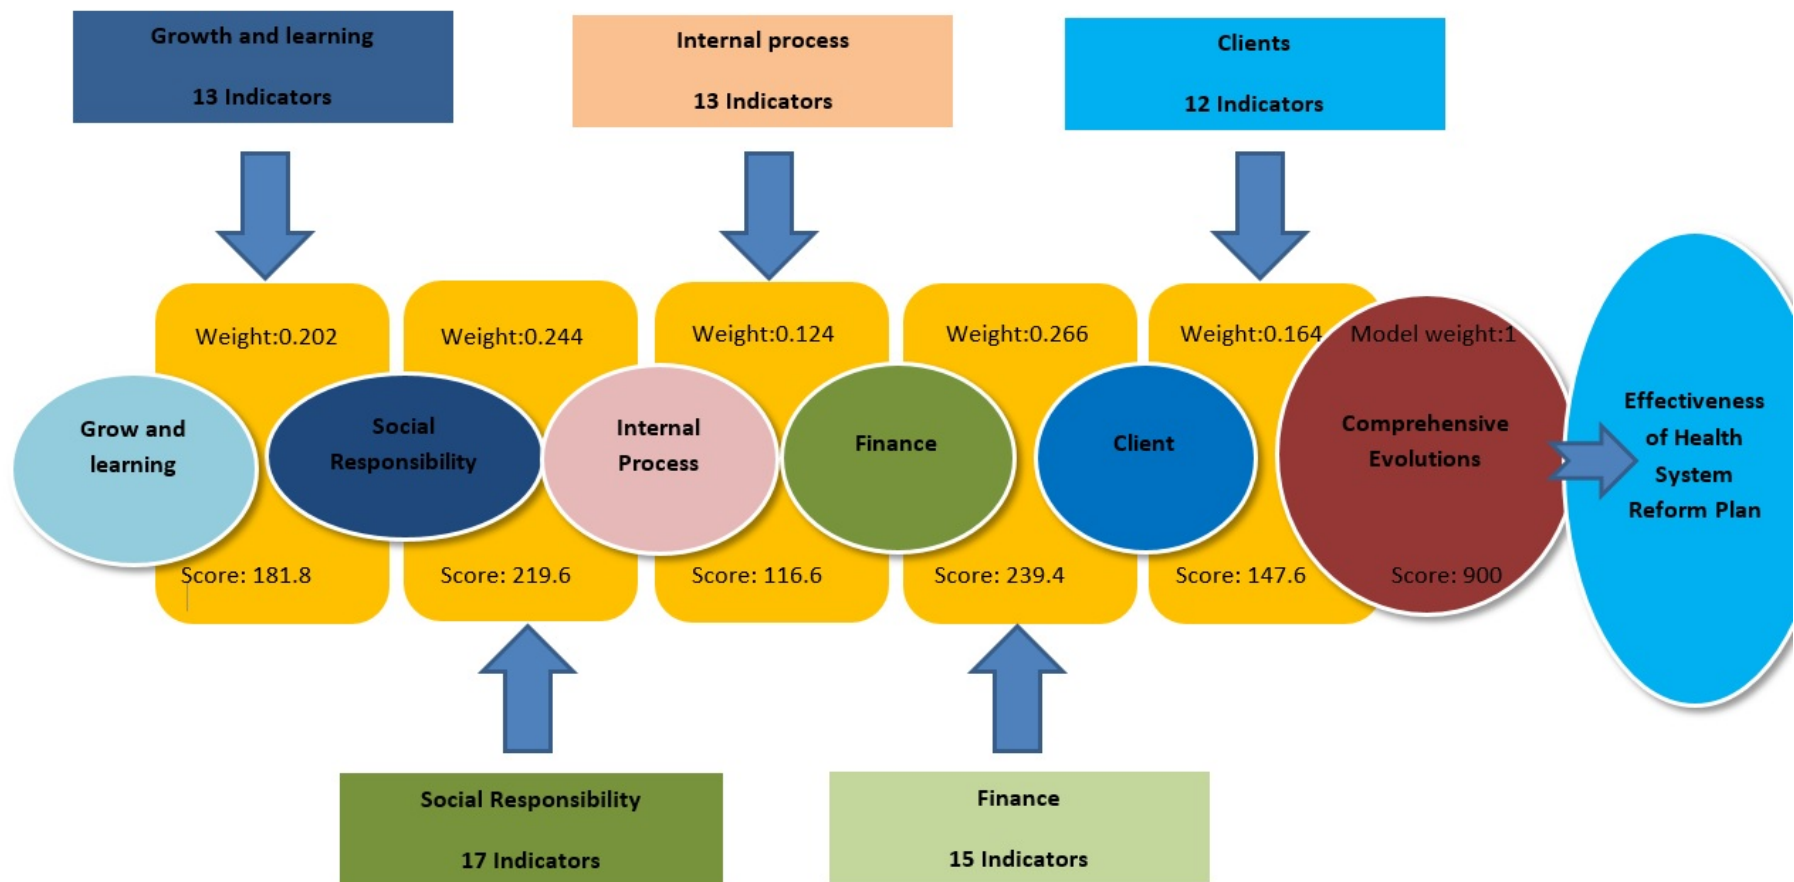 Growth and learning
13 Indicators
Internal process
13 Indicators
Clients
12 Indicators
Weight:0.202
Weight:0.244
Weight:0.124
Weight:0.266
Weight:0.164
Model weight:1
Grow and
learning
Social
Responsibility
Internal
Process
Finance
Client
Comprehensive
Evolutions
Effectiveness
of Health
System
Reform Plan
Score: 181.8
Score: 219.6
Score: 116.6
Score: 239.4
Score: 147.6
Score: 900
Social Responsibility
17 Indicators
Finance
15 Indicators